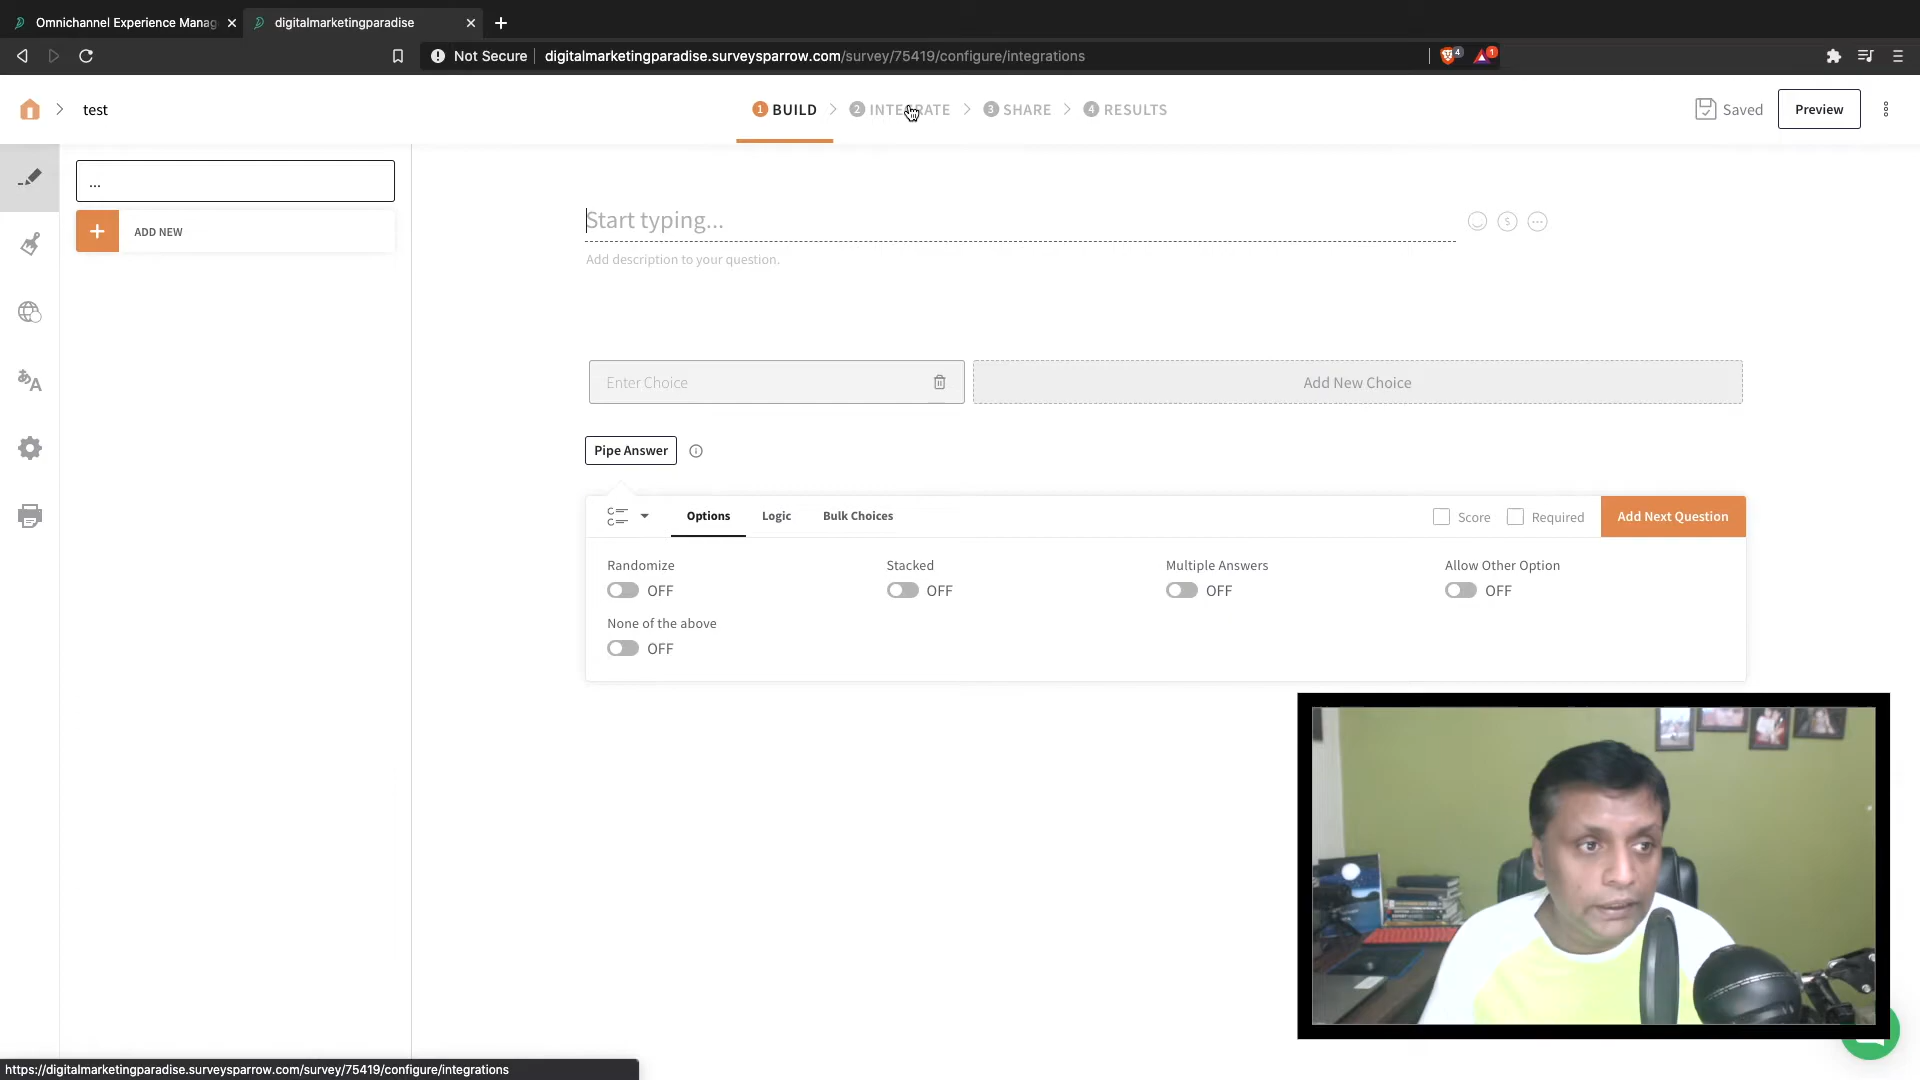 Omnichannel Experience Manag
digitalmarketingparadise
Not Secure
digitalmarketingparadise.surveysparrow.com/survey/75419/configure/integrations
4
1
test
1 BUILD
2 INTEGRATE
3 SHARE
4 RESULTS
Saved
Preview
...
ADD NEW
Start typing...
Add description to your question.
Enter Choice
Add New Choice
Pipe Answer
Options
Logic
Bulk Choices
Score
Required
Add Next Question
Randomize
Stacked
Multiple Answers
Allow Other Option
OFF
OFF
OFF
OFF
None of the above
OFF
https://digitalmarketingparadise.surveysparrow.com/survey/75419/configure/integrations